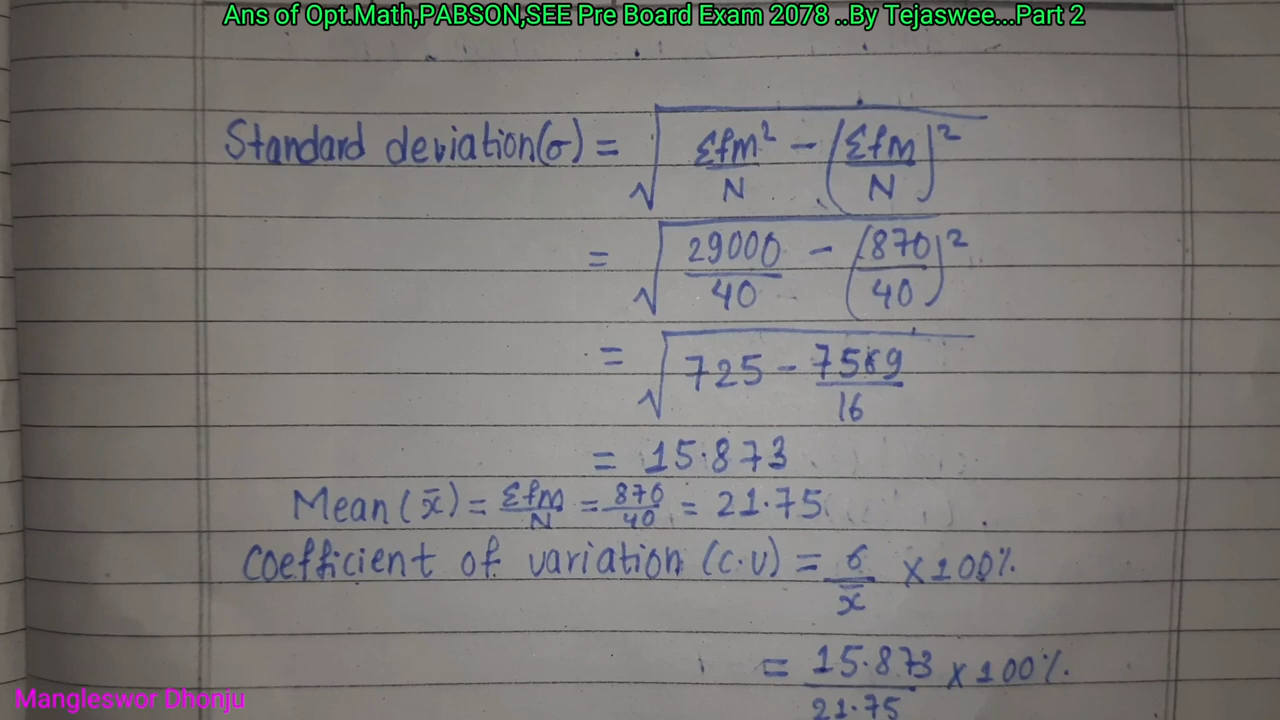 Ans of Opt.Math,PABSON,SEE Pre Board Exam 2078 ..By Tejaswee...Part 2
Standard deviation(σ) = √(Σfm²/N - (Σfm/N)²)
= √(29000/40 - (870/40)²)
= √(725 - 7569/16)
= 15.873
Mean (x̄) = Σfm/N = 870/40 = 21.75
Coefficient of variation (C.V) = σ/x̄ × 100%
= 15.873/21.75 × 100%
Mangleswor Dhonju